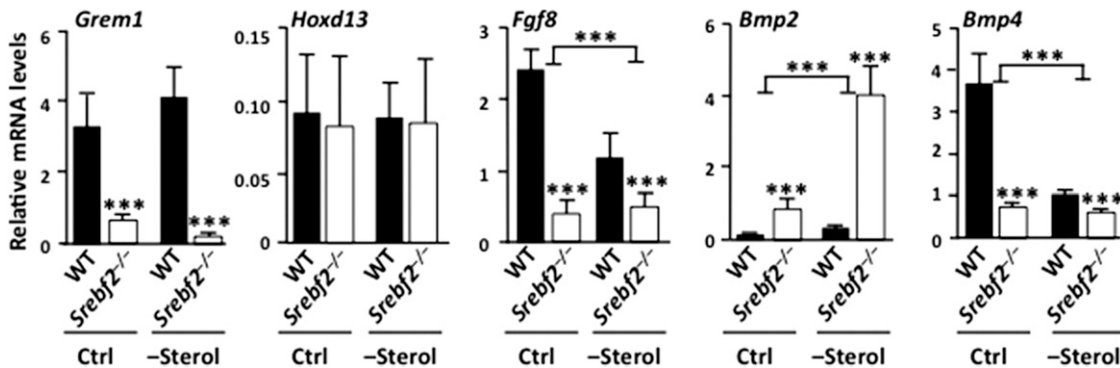 Grem1 Hoxd13 Fgf8 Bmp2 Bmp4
Relative mRNA levels
6 4 2 0
*** ***
WT Srebf2-/- WT Srebf2-/-
Ctrl –Sterol
0.15 0.10 0.05 0
WT Srebf2-/- WT Srebf2-/-
Ctrl –Sterol
3 2 1 0
***
*** ***
WT Srebf2-/- WT Srebf2-/-
Ctrl –Sterol
6 4 2 0
*** ***
***
WT Srebf2-/- WT Srebf2-/-
Ctrl –Sterol
5 4 3 2 1 0
***
*** ***
WT Srebf2-/- WT Srebf2-/-
Ctrl –Sterol